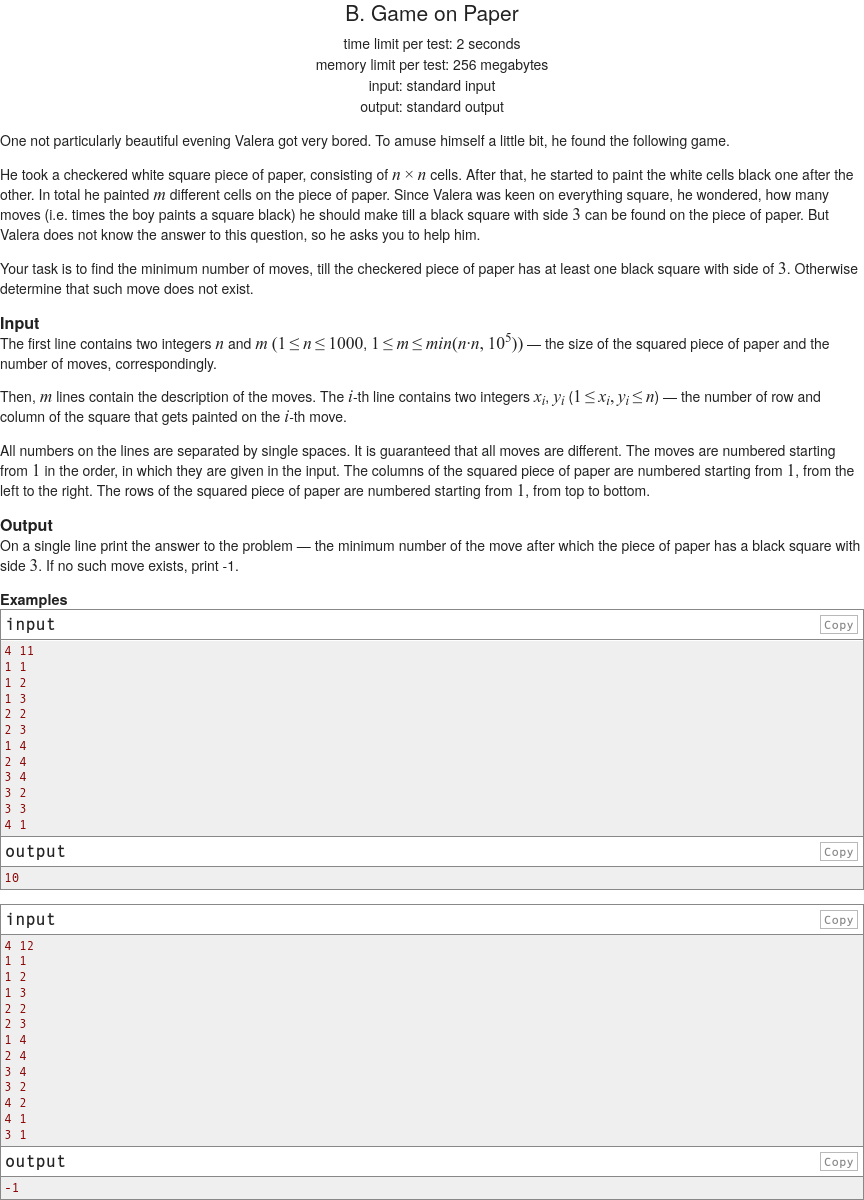 B. Game on Paper
time limit per test: 2 seconds
memory limit per test: 256 megabytes
input: standard input
output: standard output
One not particularly beautiful evening Valera got very bored. To amuse himself a little bit, he found the following game.
He took a checkered white square piece of paper, consisting of n × n cells. After that, he started to paint the white cells black one after the
other. In total he painted m different cells on the piece of paper. Since Valera was keen on everything square, he wondered, how many
moves (i.e. times the boy paints a square black) he should make till a black square with side 3 can be found on the piece of paper. But
Valera does not know the answer to this question, so he asks you to help him.
Your task is to find the minimum number of moves, till the checkered piece of paper has at least one black square with side of 3. Otherwise
determine that such move does not exist.
Input
The first line contains two integers n and m (1 ≤ n ≤ 1000, 1 ≤ m ≤ min(n·n, 10⁵)) — the size of the squared piece of paper and the
number of moves, correspondingly.
Then, m lines contain the description of the moves. The i-th line contains two integers xᵢ, yᵢ (1 ≤ xᵢ, yᵢ ≤ n) — the number of row and
column of the square that gets painted on the i-th move.
All numbers on the lines are separated by single spaces. It is guaranteed that all moves are different. The moves are numbered starting
from 1 in the order, in which they are given in the input. The columns of the squared piece of paper are numbered starting from 1, from the
left to the right. The rows of the squared piece of paper are numbered starting from 1, from top to bottom.
Output
On a single line print the answer to the problem — the minimum number of the move after which the piece of paper has a black square with
side 3. If no such move exists, print -1.
Examples
input Copy
4 11
1 1
1 2
1 3
2 2
2 3
1 4
2 4
3 4
3 2
3 3
4 1
output Copy
10
input Copy
4 12
1 1
1 2
1 3
2 2
2 3
1 4
2 4
3 4
3 2
4 2
4 1
3 1
output Copy
-1